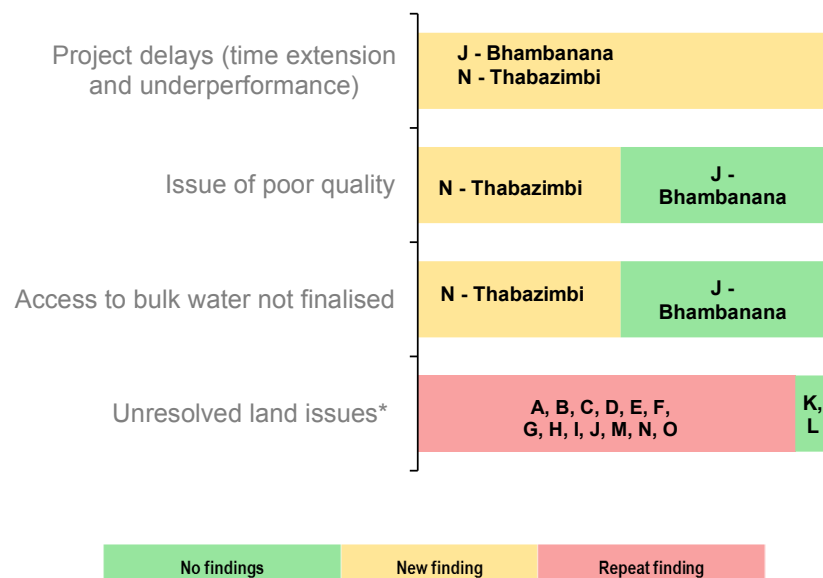 Project delays (time extension
and underperformance)
J - Bhambanana
N - Thabazimbi
Issue of poor quality
N - Thabazimbi
J -
Bhambanana
Access to bulk water not finalised
N - Thabazimbi
J -
Bhambanana
Unresolved land issues*
A, B, C, D, E, F,
G, H, I, J, M, N, O
K,
L
No findings
New finding
Repeat finding